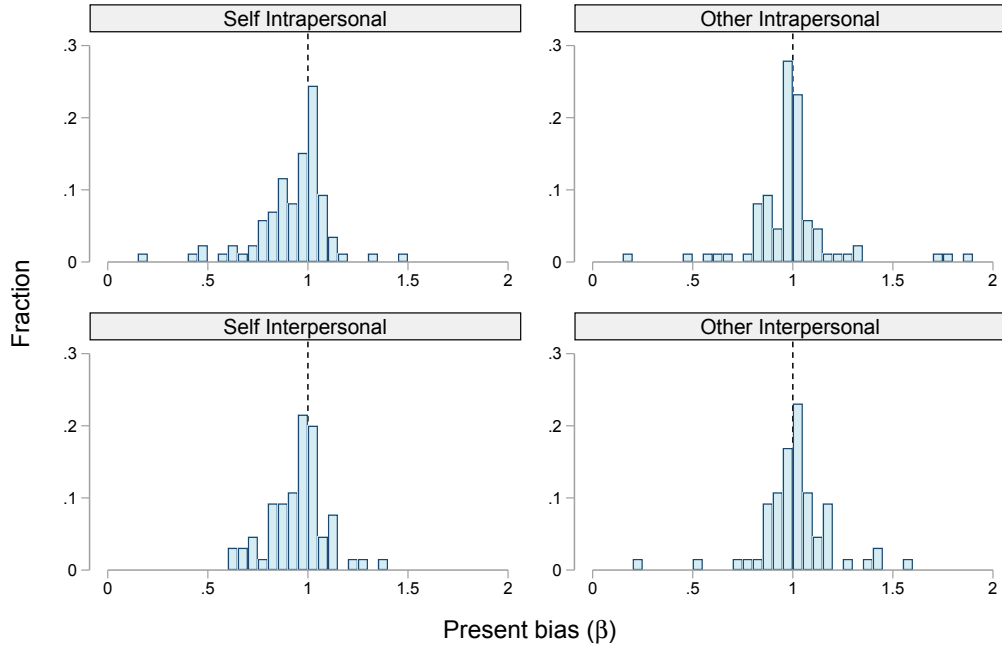 Self Intrapersonal
Other Intrapersonal
.3
.2
.1
0
0 .5 1 1.5 2
.3
.2
.1
0
0 .5 1 1.5 2
Self Interpersonal
Other Interpersonal
.3
.2
.1
0
0 .5 1 1.5 2
.3
.2
.1
0
0 .5 1 1.5 2
Fraction
Present bias (β)